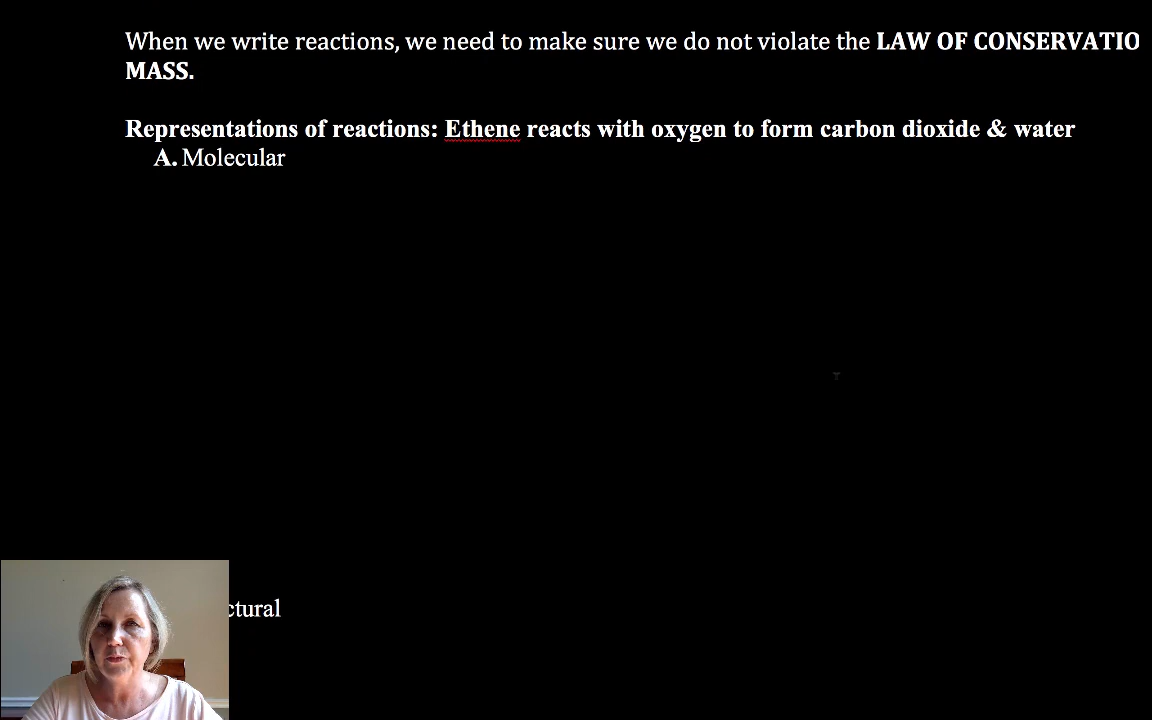 When we write reactions, we need to make sure we do not violate the LAW OF CONSERVATIO
MASS.
Representations of reactions: Ethene reacts with oxygen to form carbon dioxide & water
A. Molecular
ctural